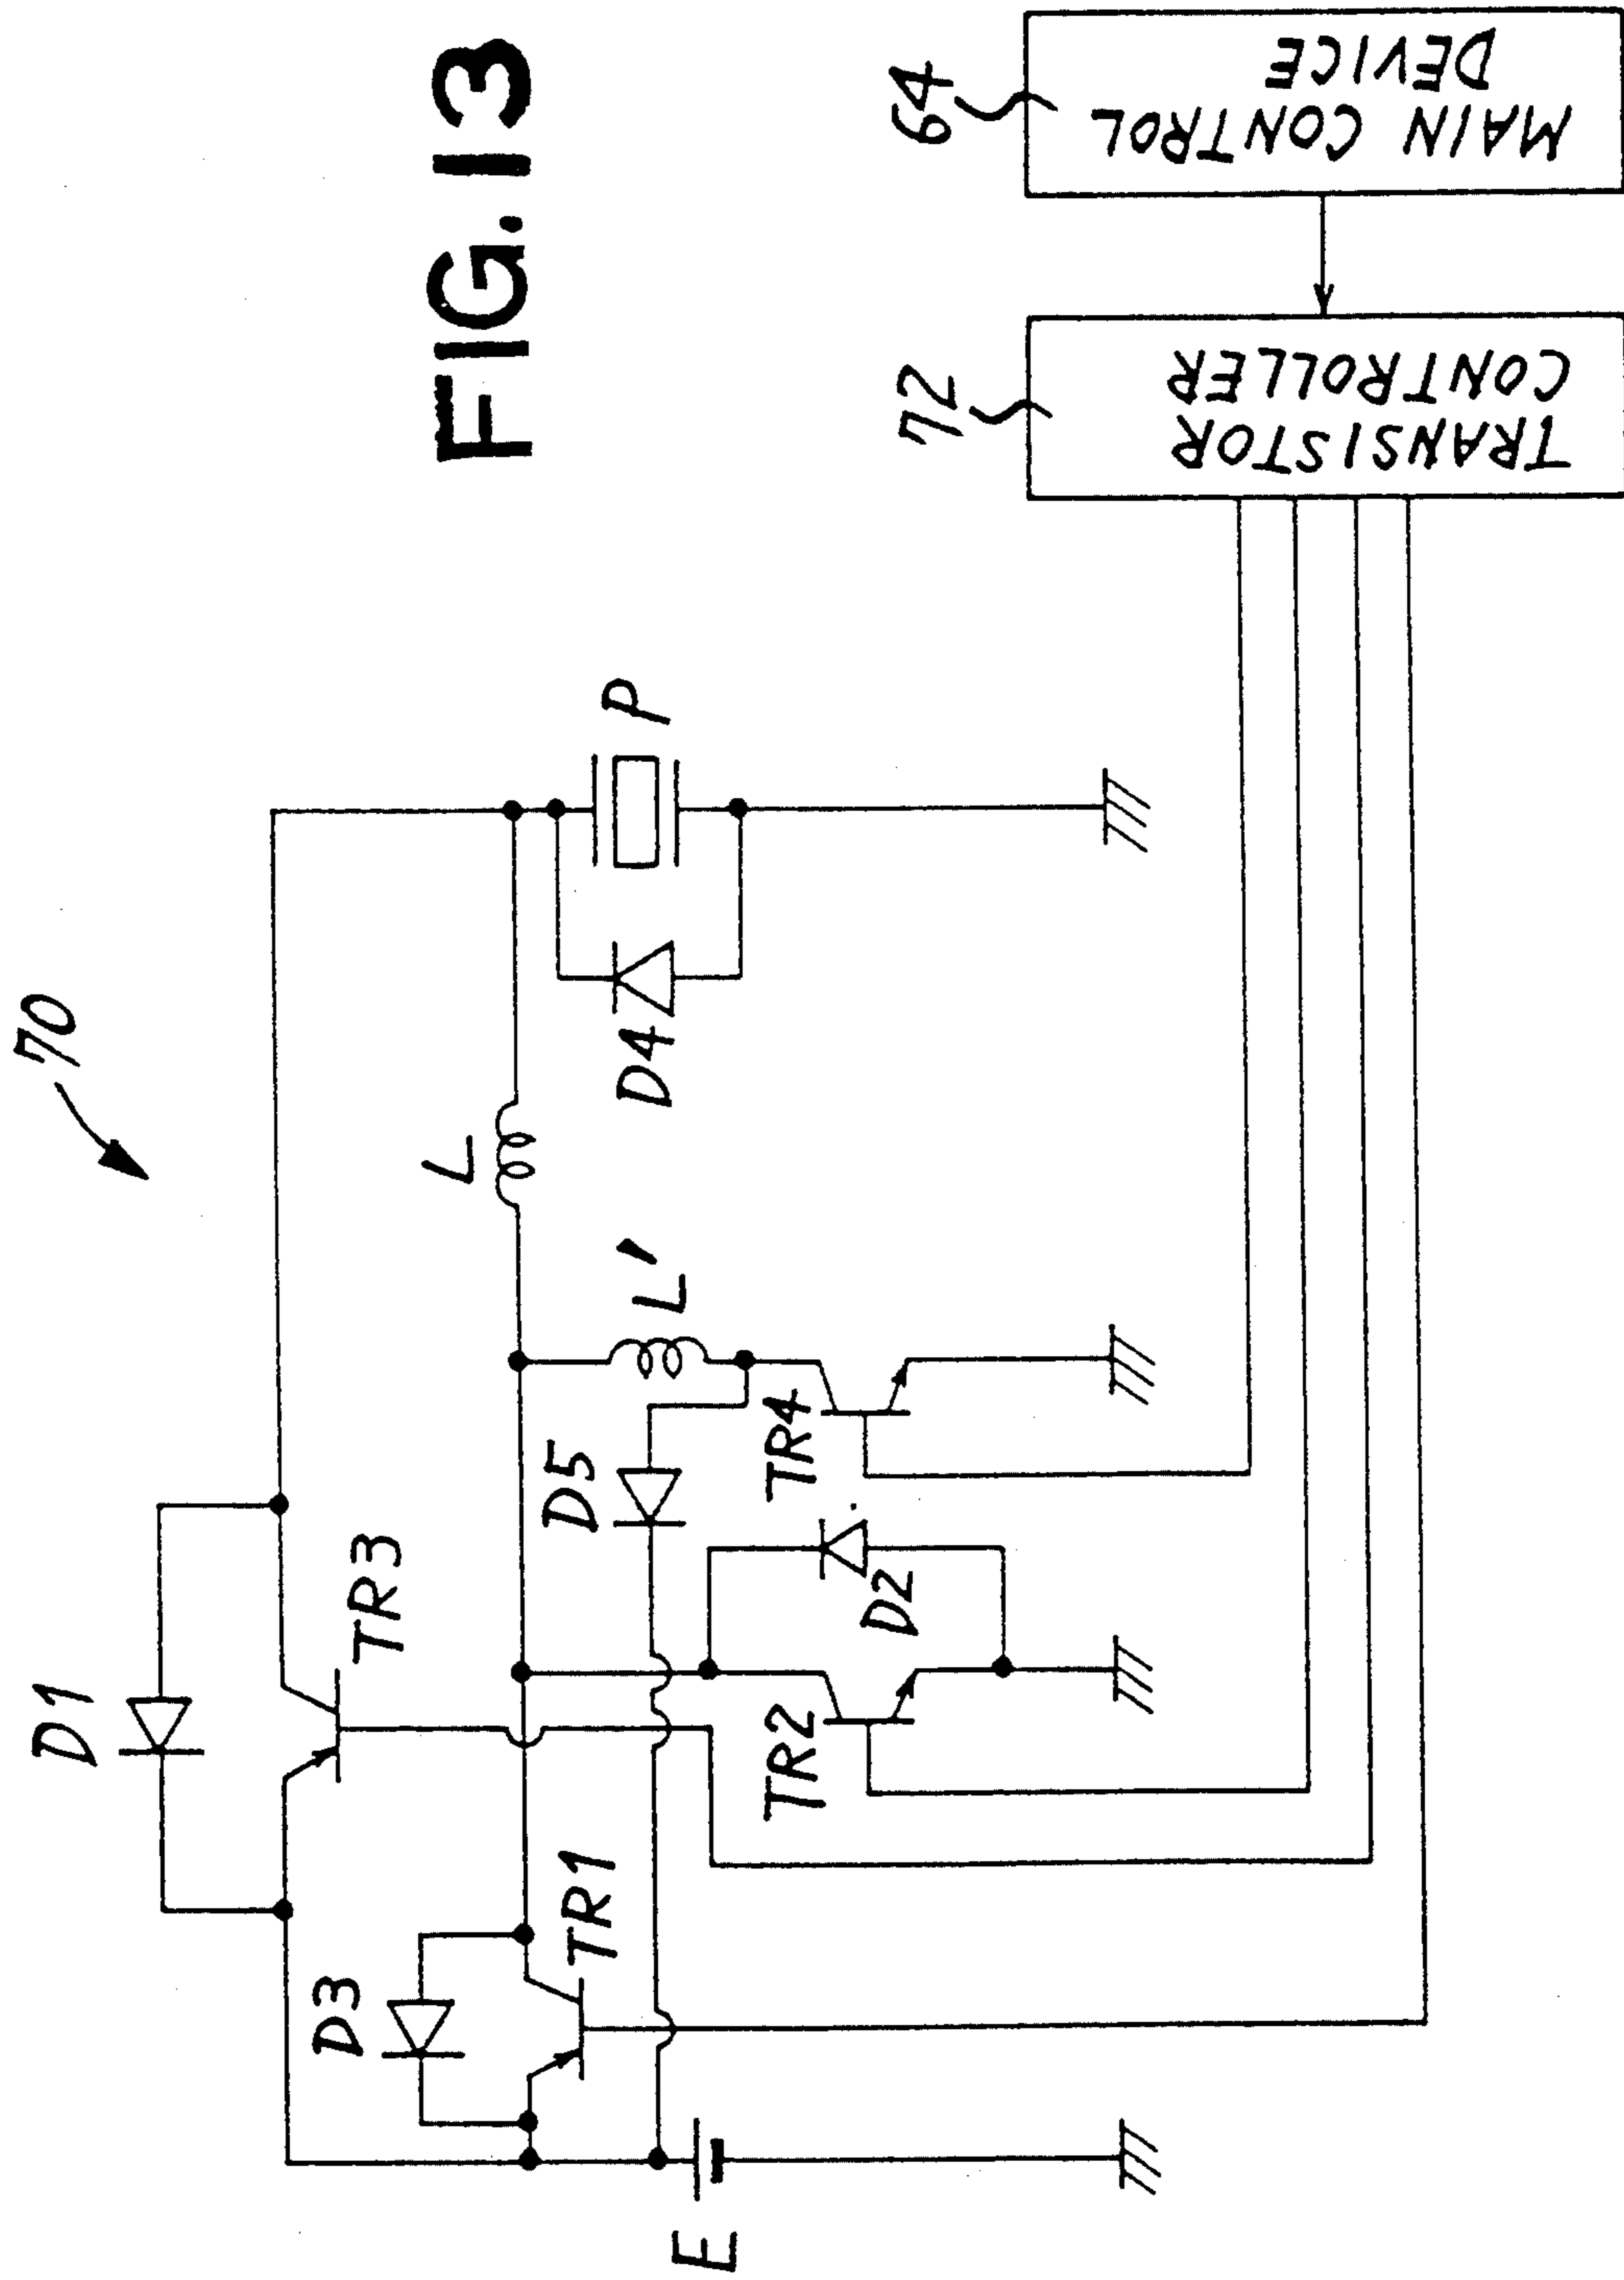 FIG. 13
70
D1
TR3
D3
TR1
L
L'
D5
D4
P
TR4
D2
TR2
E
72
TRANSISTOR
CONTROLLER
64
MAIN CONTROL
DEVICE